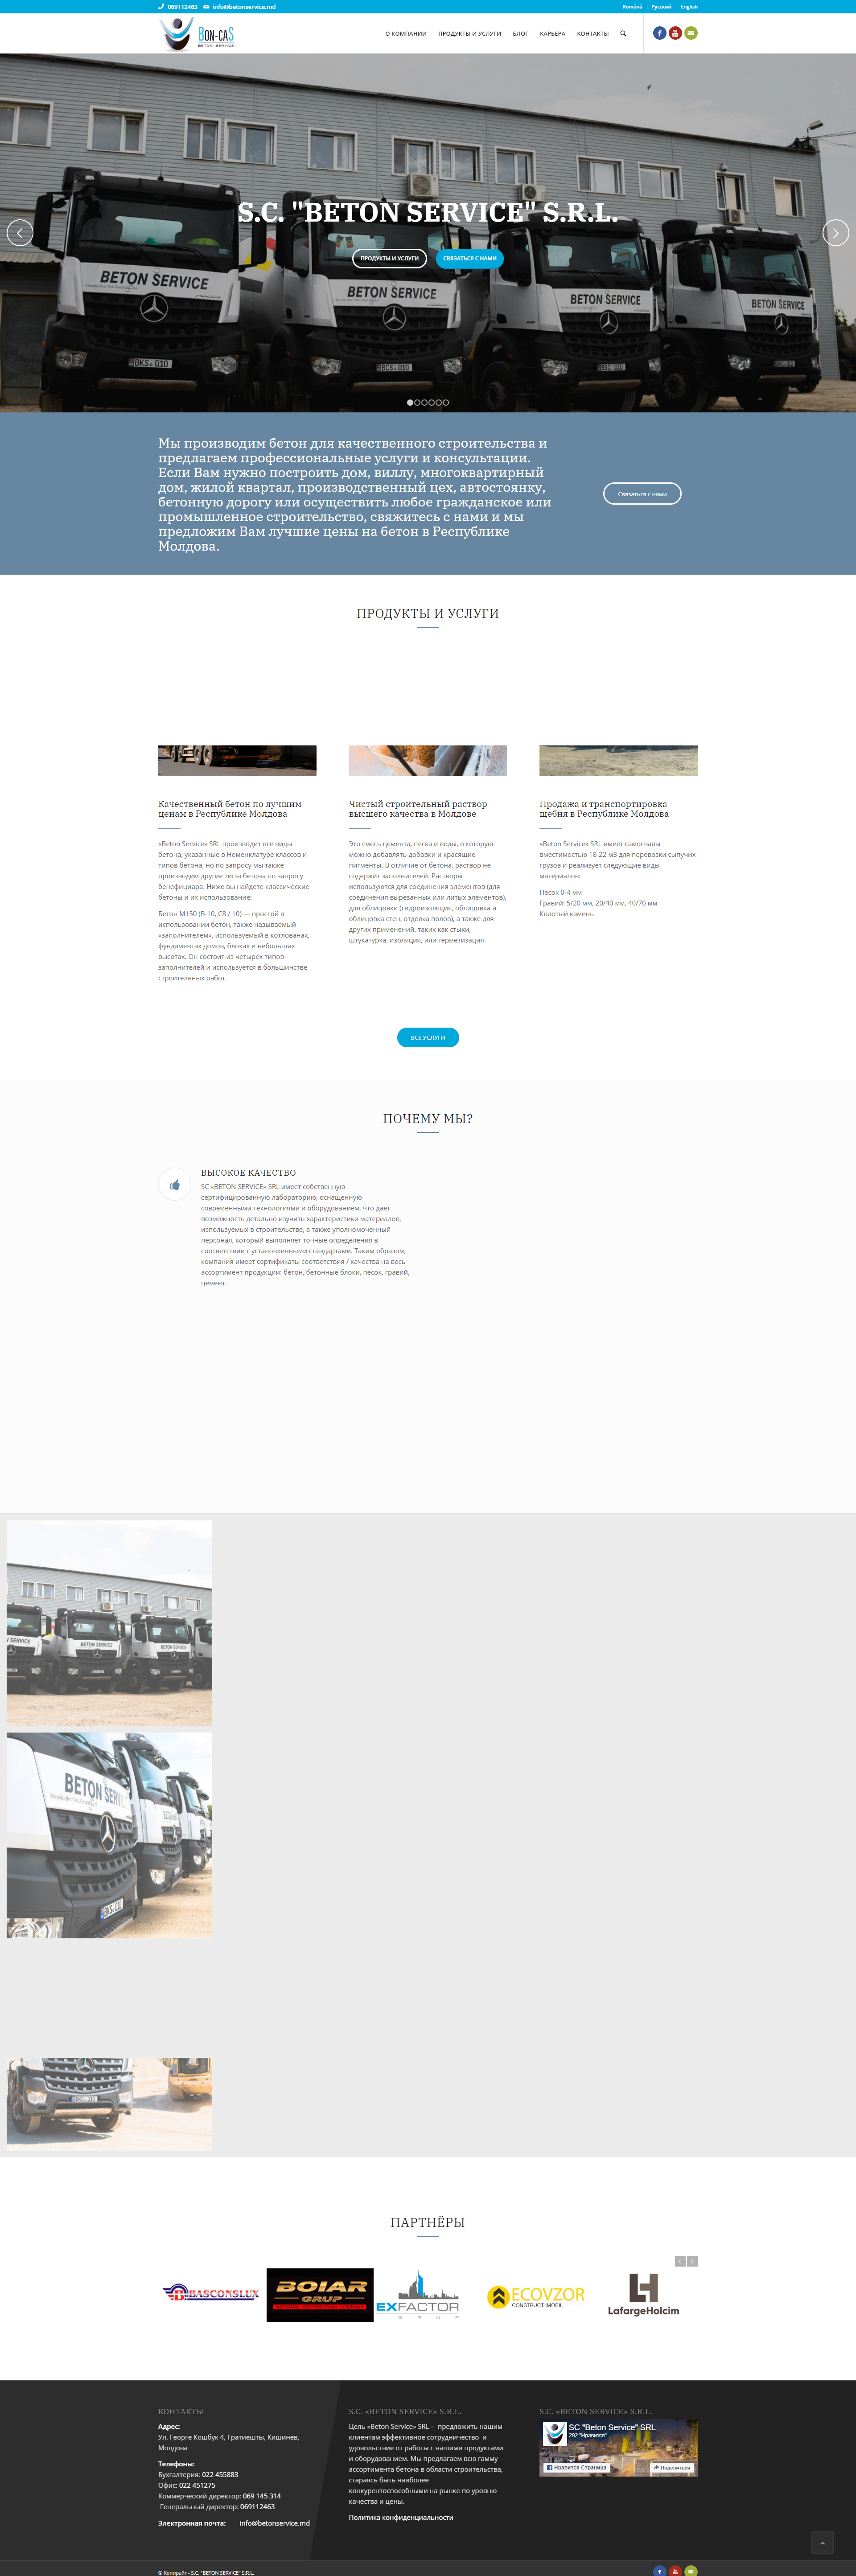 069112463 info@betonservice.md
Română | Русский | English
BON-CAS
BETON SERVICE
О КОМПАНИИ ПРОДУКТЫ И УСЛУГИ БЛОГ КАРЬЕРА КОНТАКТЫ
S.C. "BETON SERVICE" S.R.L.
ПРОДУКТЫ И УСЛУГИ СВЯЗАТЬСЯ С НАМИ
BETON SERVICE BETON SERVICE BETON SERVICE BETON SERVICE
Мы производим бетон для качественного строительства и
предлагаем профессиональные услуги и консультации.
Если Вам нужно построить дом, виллу, многоквартирный
дом, жилой квартал, производственный цех, автостоянку,
бетонную дорогу или осуществить любое гражданское или
промышленное строительство, свяжитесь с нами и мы
предложим Вам лучшие цены на бетон в Республике
Молдова.
Связаться с нами
ПРОДУКТЫ И УСЛУГИ
Качественный бетон по лучшим
ценам в Республике Молдова
«Beton Service» SRL производит все виды
бетона, указанные в Номенклатуре классов и
типов бетона, но по запросу мы также
производим другие типы бетона по запросу
бенефициара. Ниже вы найдете классические
бетоны и их использование:
Бетон М150 (B-10, C8 / 10) — простой в
использовании бетон, также называемый
«заполнителем», используемый в котлованах,
фундаментах домов, блоках и небольших
высотах. Он состоит из четырех типов
заполнителей и используется в большинстве
строительных работ.
Чистый строительный раствор
высшего качества в Молдове
Это смесь цемента, песка и воды, в которую
можно добавлять добавки и красящие
пигменты. В отличие от бетона, раствор не
содержит заполнителей. Растворы
используются для соединения элементов (для
соединения вырезанных или литых элементов),
для облицовки (гидроизоляция, облицовка и
облицовка стен, отделка полов), а также для
других применений, таких как стыки,
штукатурка, изоляция, или герметизация.
Продажа и транспортировка
щебня в Республике Молдова
«Beton Service» SRL имеет самосвалы
вместимостью 18-22 м3 для перевозки сыпучих
грузов и реализует следующие виды
материалов:
Песок 0-4 мм
Гравий: 5/20 мм, 20/40 мм, 40/70 мм
Колотый камень
ВСЕ УСЛУГИ
ПОЧЕМУ МЫ?
ВЫСОКОЕ КАЧЕСТВО
SC «BETON SERVICE» SRL имеет собственную
сертифицированную лабораторию, оснащенную
современными технологиями и оборудованием, что дает
возможность детально изучить характеристики материалов,
используемых в строительстве, а также уполномоченный
персонал, который выполняет точные определения в
соответствии с установленными стандартами. Таким образом,
компания имеет сертификаты соответствия / качества на весь
ассортимент продукции: бетон, бетонные блоки, песок, гравий,
цемент.
BETON SERVICE
ПАРТНЁРЫ
BASCONSLUX
BOIAR
GRUP
EXFACTOR
GRUP
ECOVZOR
CONSTRUCT IMOBIL
LafargeHolcim
КОНТАКТЫ
Адрес:
Ул. Георге Кошбук 4, Гратиешты, Кишинев,
Молдова
Телефоны:
Бухгалтерия: 022 455883
Офис: 022 451275
Коммерческий директор: 069 145 314
Генеральный директор: 069112463
Электронная почта: info@betonservice.md
S.C. «BETON SERVICE» S.R.L.
Цель «Beton Service» SRL – предложить нашим
клиентам эффективное сотрудничество и
удовольствие от работы с нашими продуктами
и оборудованием. Мы предлагаем всю гамму
ассортимента бетона в области строительства,
стараясь быть наиболее
конкурентоспособными на рынке по уровню
качества и цены.
Политика конфиденциальности
S.C. «BETON SERVICE» S.R.L.
SC "Beton Service" SRL
292 "Нравится"
Нравится Страница Поделиться
© Копирайт - S.C. "BETON SERVICE" S.R.L.